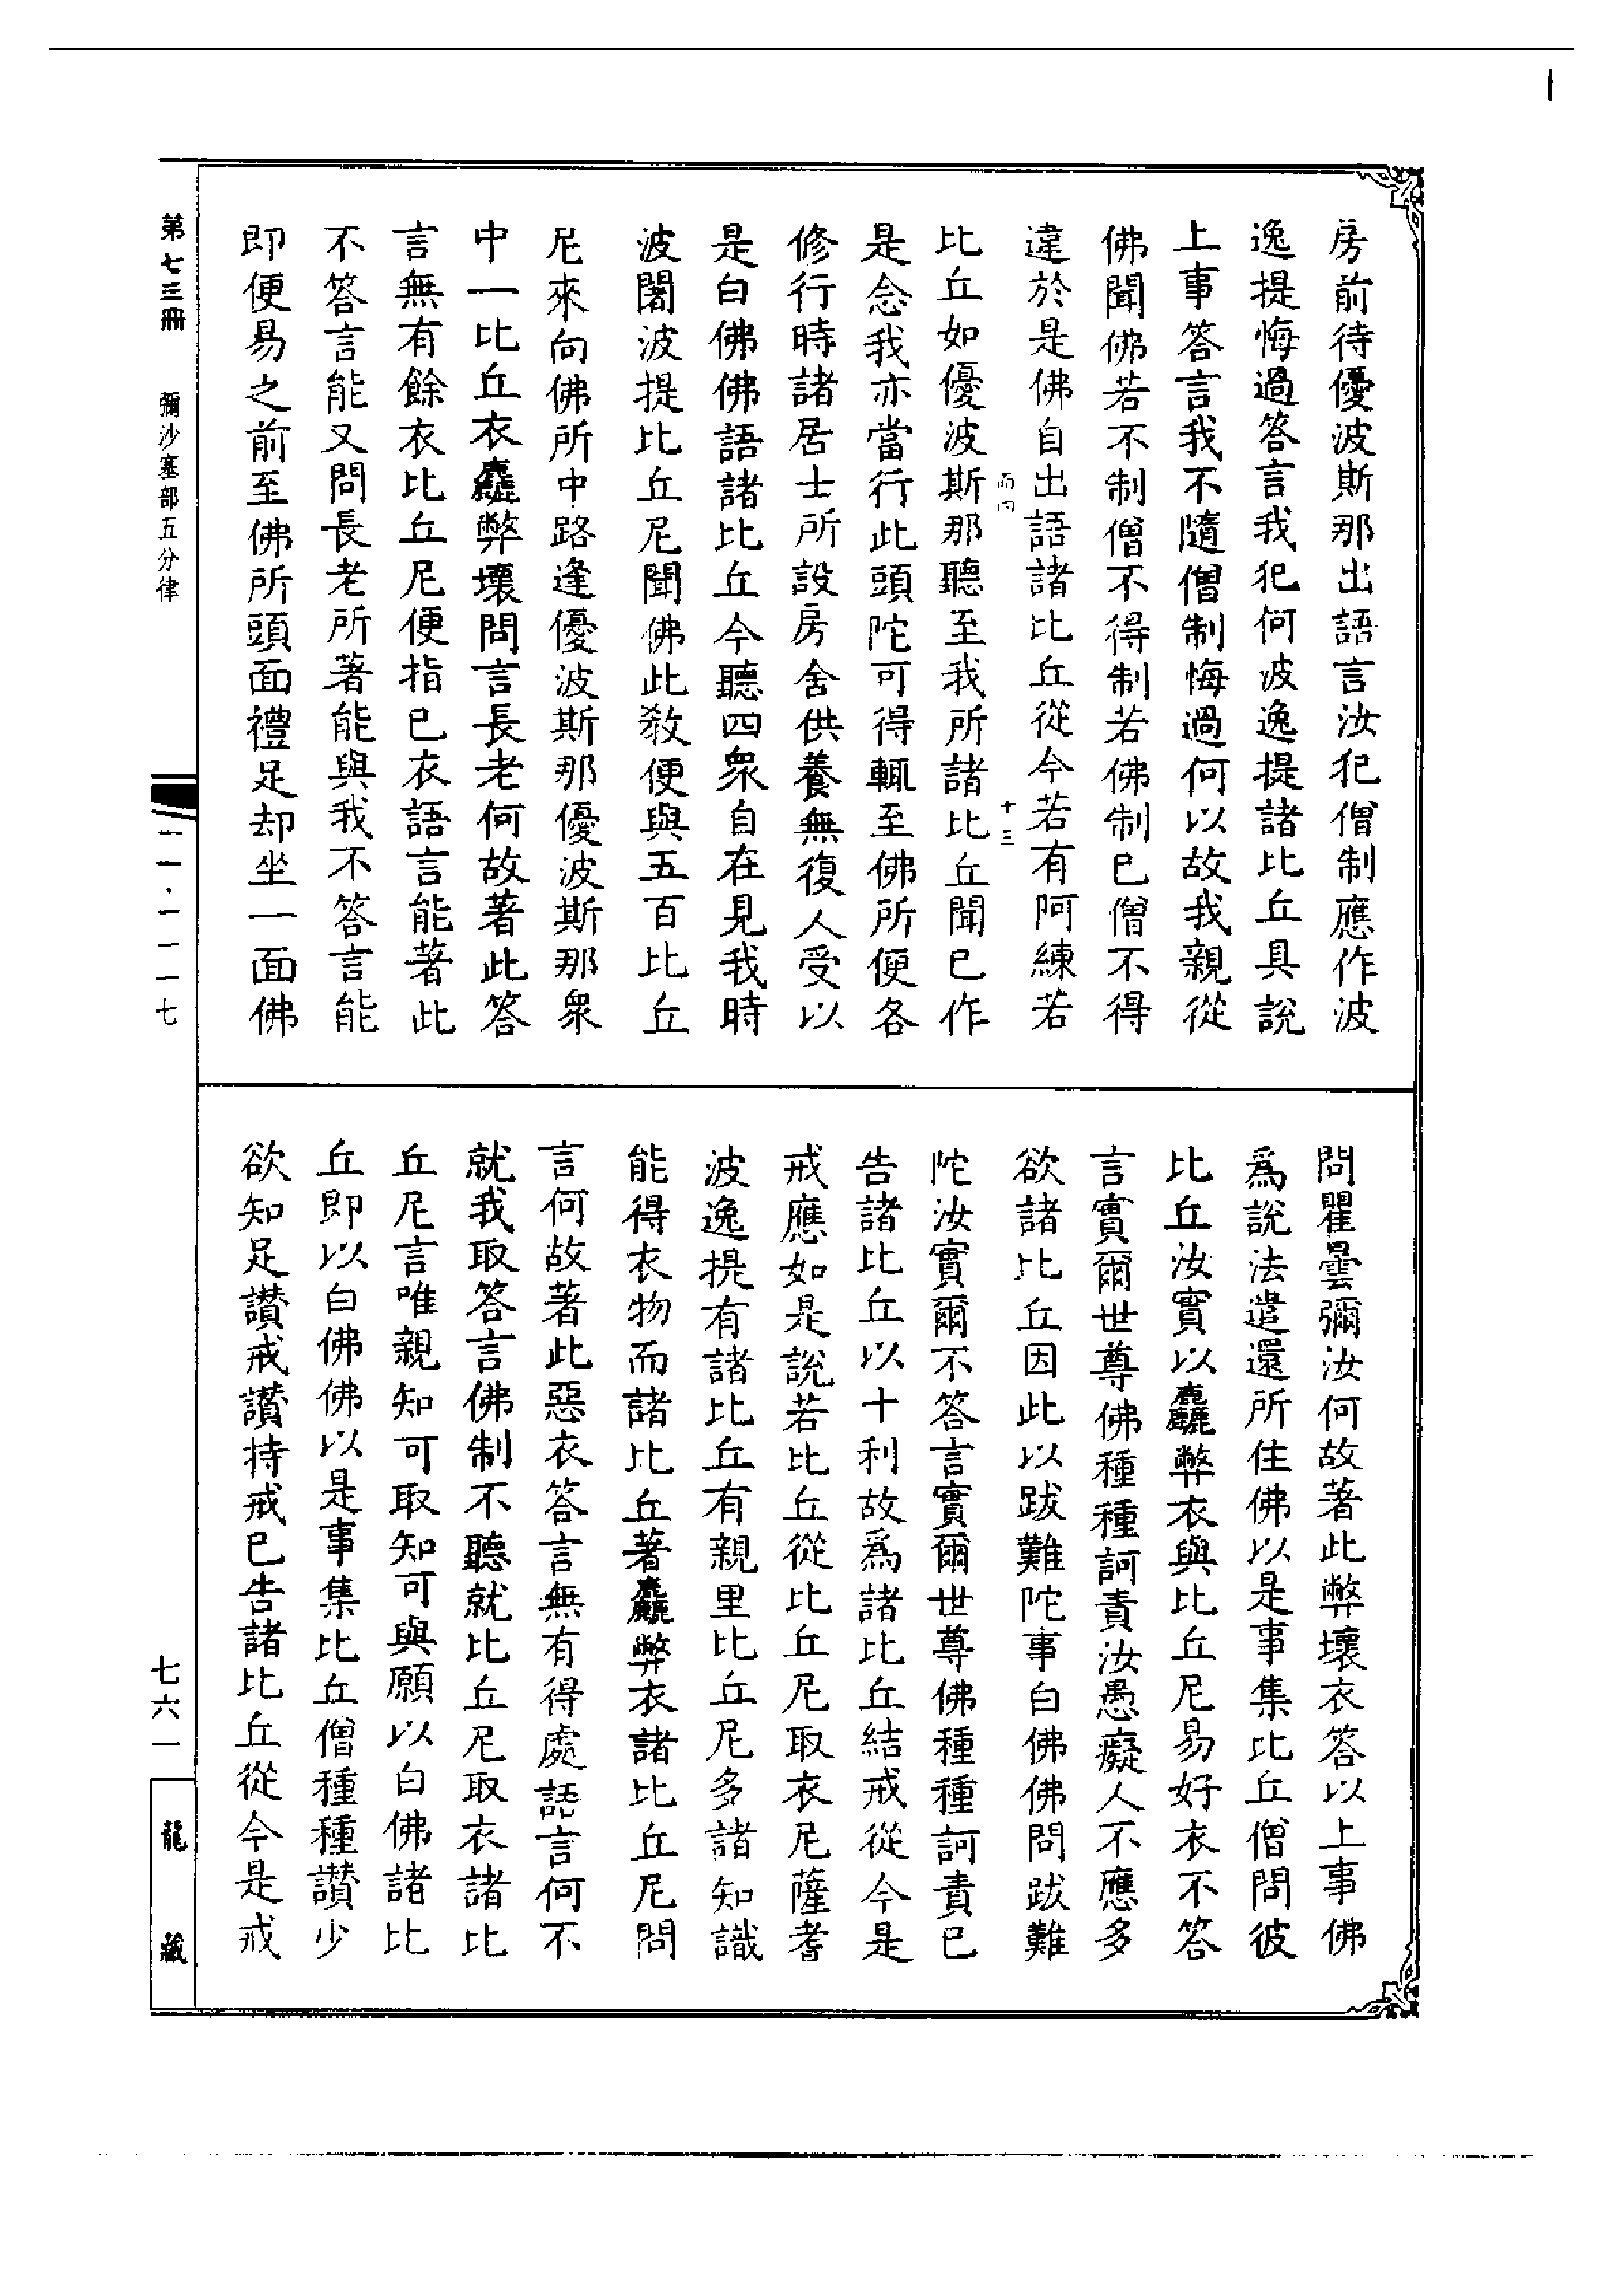 房前待優波斯那出語言汝犯僧制應作波
逸提悔過答言我犯何波逸提諸比丘具說
上事答言我不隨僧制悔過何以故我親從
佛聞佛若不制僧不得制若佛制已僧不得
違於是佛自出語諸比丘從今若有阿練若
十三
比丘如優波斯那聽至我所諸比丘聞已作
是念我亦當行此頭陀可得輒至佛所便各
修行時諸居士所設房舍供養無復人受以
是白佛佛語諸比丘今聽四衆自在見我時
波闍波提比丘尼聞佛此教便與五百比丘
尼來向佛所中路逢優波斯那優波斯那衆
中一比丘衣麤弊壞問言長老何故著此答
言無有餘衣比丘尼便指已衣語言能著此
不答言能又問長老所著能與我不答言能
即便易之前至佛所頭面禮足却坐一面佛
問瞿曇彌汝何故著此弊壞衣答以上事佛
爲說法遣還所住佛以是事集比丘僧問彼
比丘汝實以麤弊衣與比丘尼易好衣不答
言實爾世尊佛種種訶責汝愚癡人不應多
欲諸比丘因此以跋難陀事白佛佛問跋難
陀汝實爾不答言實爾世尊佛種種訶責已
告諸比丘以十利故爲諸比丘結戒從今是
戒應如是說若比丘從比丘尼取衣尼薩耆
波逸提有諸比丘有親里比丘尼多諸知識
能得衣物而諸比丘著麤弊衣諸比丘尼問
言何故著此惡衣答言無有得處語言何不
就我取答言佛制不聽就比丘尼取衣諸比
丘尼言唯親知可取知可與願以白佛諸比
丘即以白佛佛以是事集比丘僧種種讚少
欲知足讚戒讚持戒已告諸比丘從今是戒
第七三冊 彌沙塞部五分律
一一·一一一七
七六一
龍藏